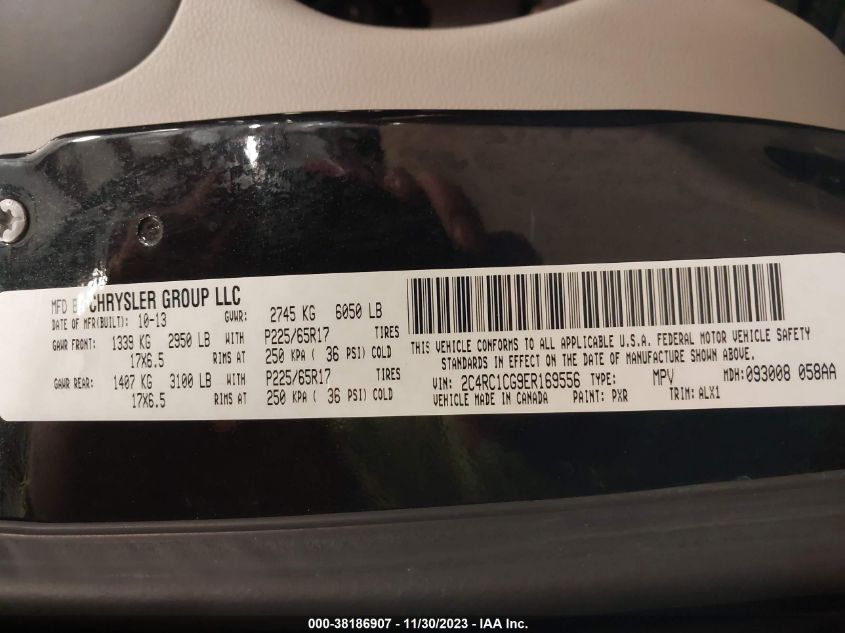 MFD BY CHRYSLER GROUP LLC
DATE OF MFR(BUILT): 10-13 GVWR: 2745 KG 6050 LB
GAWR FRONT: 1339 KG 2950 LB WITH P225/65R17 TIRES
17X6.5 RIMS AT 250 KPA ( 36 PSI) COLD
GAWR REAR: 1407 KG 3100 LB WITH P225/65R17 TIRES
17X6.5 RIMS AT 250 KPA ( 36 PSI) COLD
THIS VEHICLE CONFORMS TO ALL APPLICABLE U.S.A. FEDERAL MOTOR VEHICLE SAFETY
STANDARDS IN EFFECT ON THE DATE OF MANUFACTURE SHOWN ABOVE.
VIN: 2C4RC1CG9ER169556 TYPE: MPV MDH: 093008 058AA
VEHICLE MADE IN CANADA PAINT: PXR TRIM: ALX1
000-38186907 - 11/30/2023 - IAA Inc.